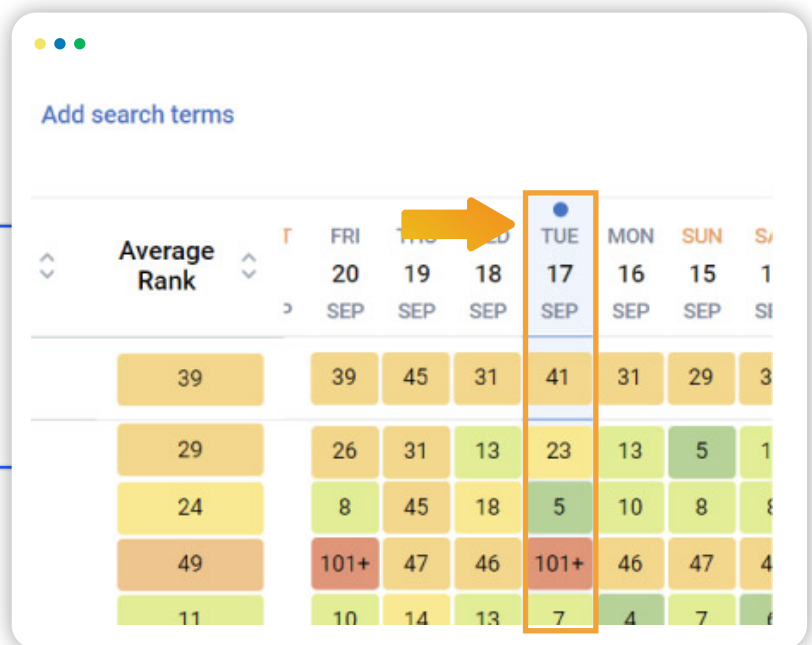 Add search terms
T FRI TUE MON SUN
Average Rank 20 19 18 17 16 15
SEP SEP SEP SEP SEP SEP
39 39 45 31 41 31 29
29 26 31 13 23 13 5
24 8 45 18 5 10 8
49 101+ 47 46 101+ 46 47
11 10 14 13 7 4 7